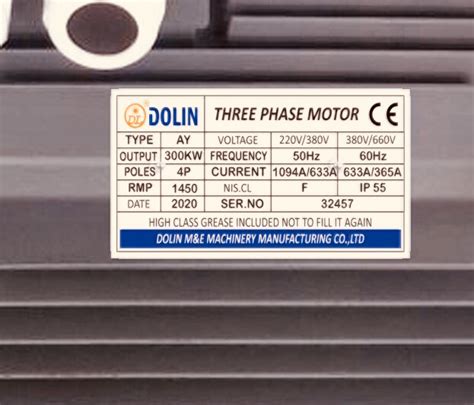 DL DOLIN THREE PHASE MOTOR CE
TYPE AY VOLTAGE 220V/380V 380V/660V
OUTPUT 300KW FREQUENCY 50Hz 60Hz
POLES 4P CURRENT 1094A/633A 633A/365A
RMP 1450 NIS.CL F IP 55
DATE 2020 SER.NO 32457
HIGH CLASS GREASE INCLUDED NOT TO FILL IT AGAIN
DOLIN M&E MACHINERY MANUFACTURING CO.,LTD